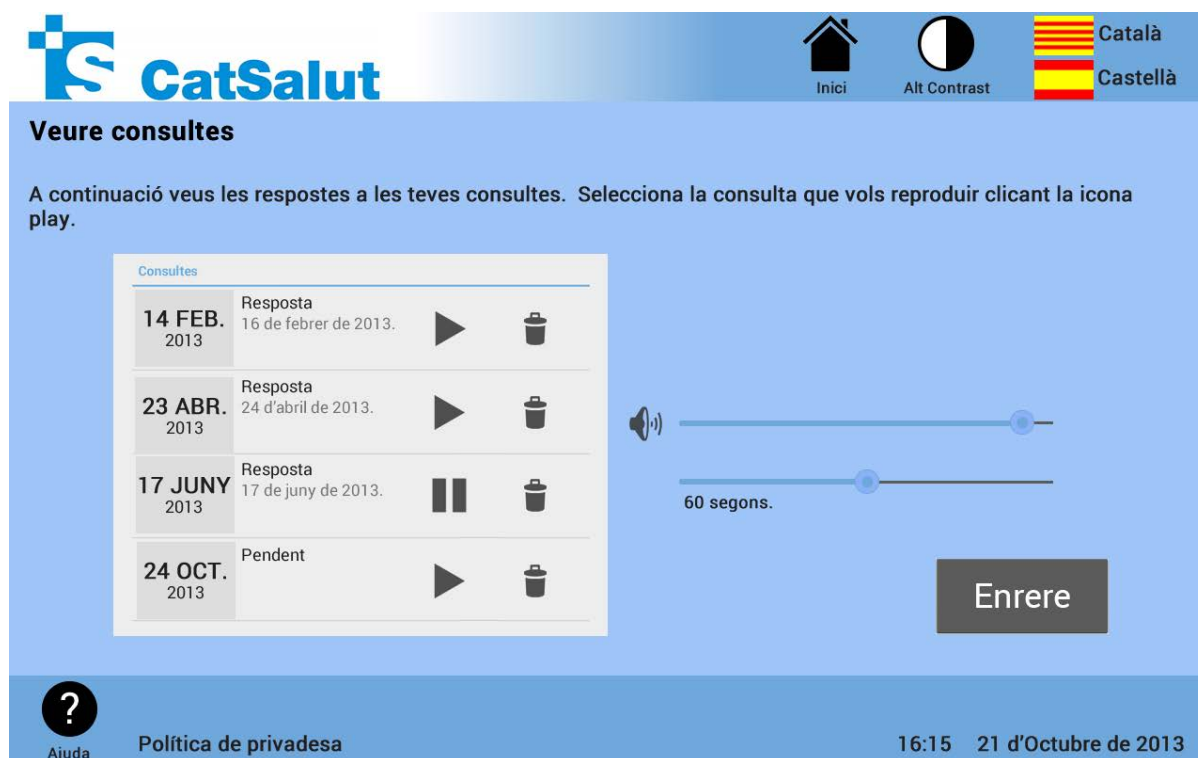 CatSalut
Inici
Alt Contrast
Català
Castellà
Veure consultes
A continuació veus les respostes a les teves consultes. Selecciona la consulta que vols reproduir clicant la icona
play.
Consultes
14 FEB.
2013
Resposta
16 de febrer de 2013.
23 ABR.
2013
Resposta
24 d'abril de 2013.
17 JUNY
2013
Resposta
17 de juny de 2013.
24 OCT.
2013
Pendent
60 segons.
Enrere
?
Ajuda
Política de privadesa
16:15 21 d'Octubre de 2013